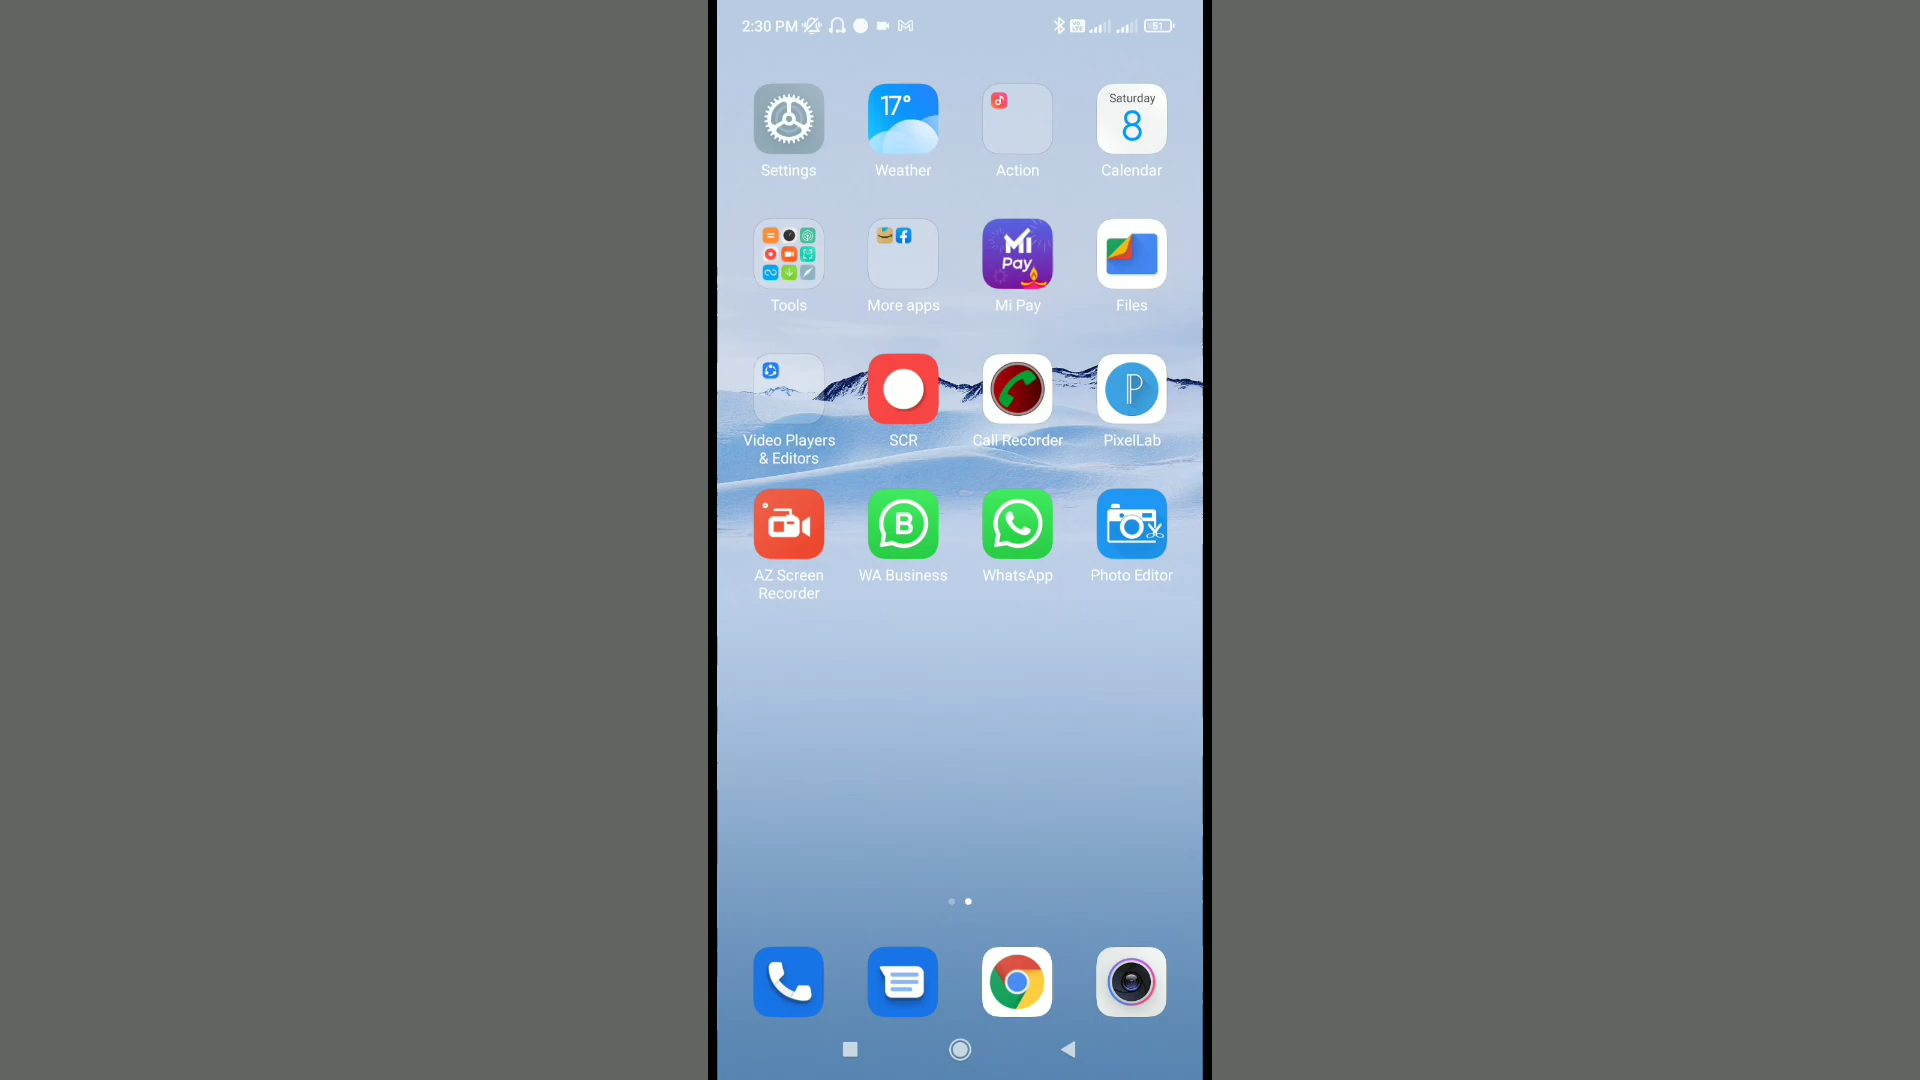 2:30 PM
51
17°
Saturday
8
Settings
Weather
Action
Calendar
Mi
Pay
Tools
More apps
Mi Pay
Files
P
Video Players
& Editors
SCR
Call Recorder
PixelLab
B
AZ Screen
Recorder
WA Business
WhatsApp
Photo Editor